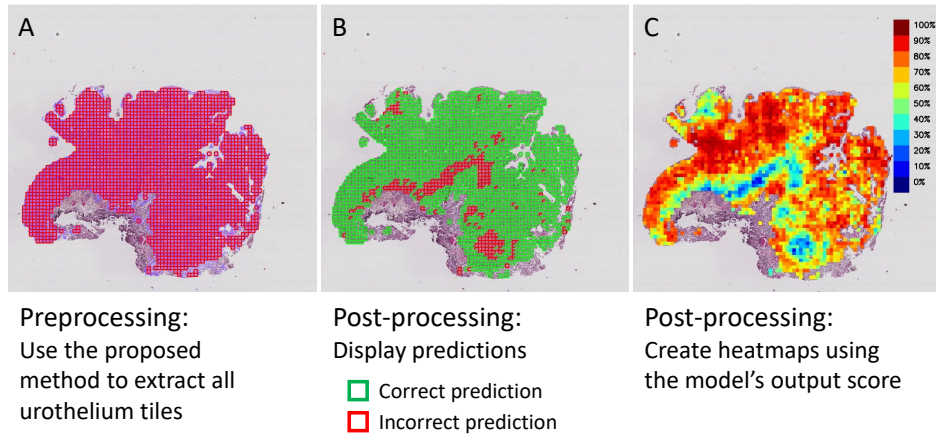 A
B
C
100%
90%
80%
70%
60%
50%
40%
30%
20%
10%
0%
Preprocessing:
Use the proposed
method to extract all
urothelium tiles
Post-processing:
Display predictions
Correct prediction
Incorrect prediction
Post-processing:
Create heatmaps using
the model's output score